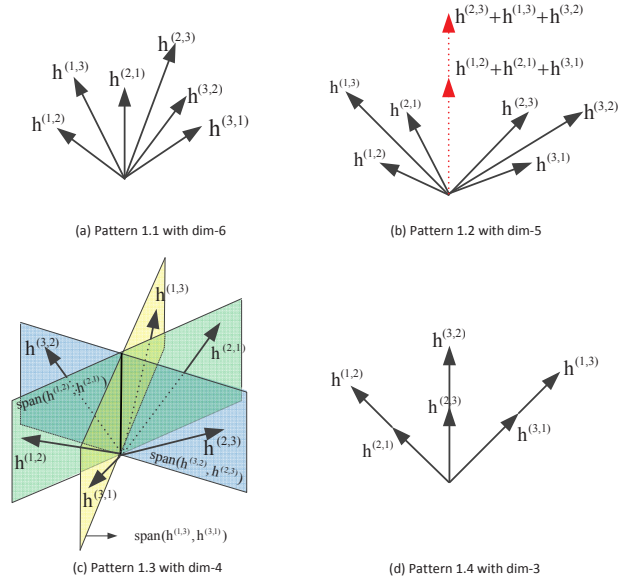 h(2,3)
h(1,3)
h(2,1)
h(3,2)
h(1,2)
h(3,1)
(a) Pattern 1.1 with dim-6
h(2,3)+h(1,3)+h(3,2)
h(1,2)+h(2,1)+h(3,1)
h(1,3)
h(2,1)
h(2,3)
h(3,2)
h(1,2)
h(3,1)
(b) Pattern 1.2 with dim-5
h(1,3)
h(3,2)
h(2,1)
span(h(1,2), h(2,1))
h(2,3)
h(1,2)
span(h(3,2), h(2,3))
h(3,1)
span(h(1,3), h(3,1))
(c) Pattern 1.3 with dim-4
h(3,2)
h(1,3)
h(1,2)
h(2,3)
h(2,1)
h(3,1)
(d) Pattern 1.4 with dim-3